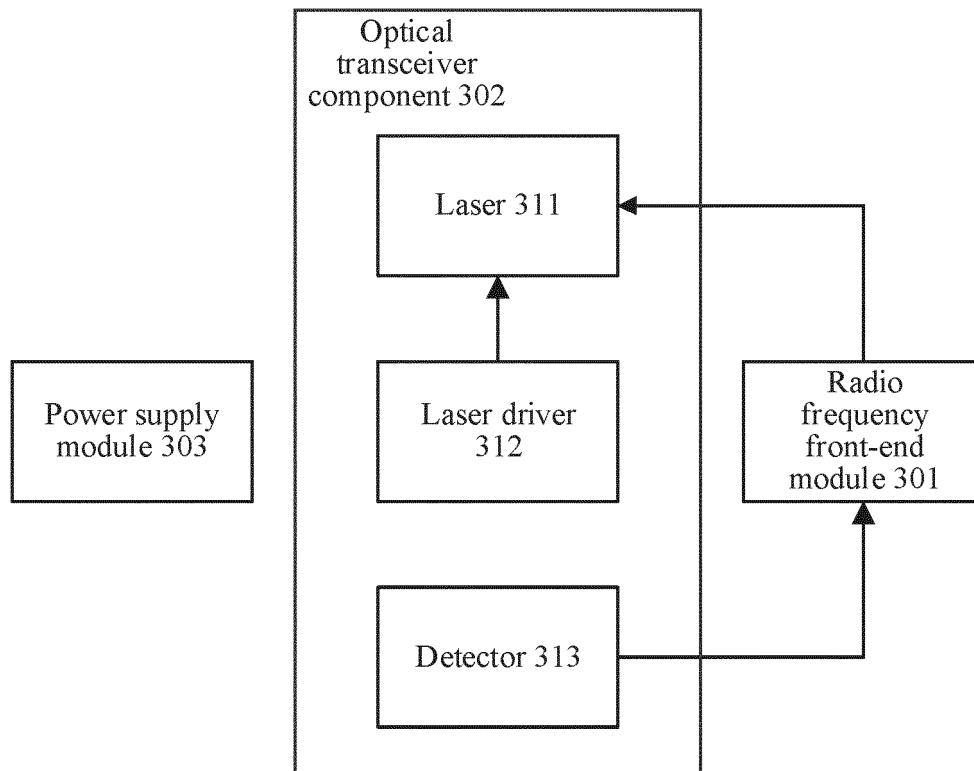 Optical
transceiver
component 302
Laser 311
Power supply
module 303
Laser driver
312
Radio
frequency
front-end
module 301
Detector 313